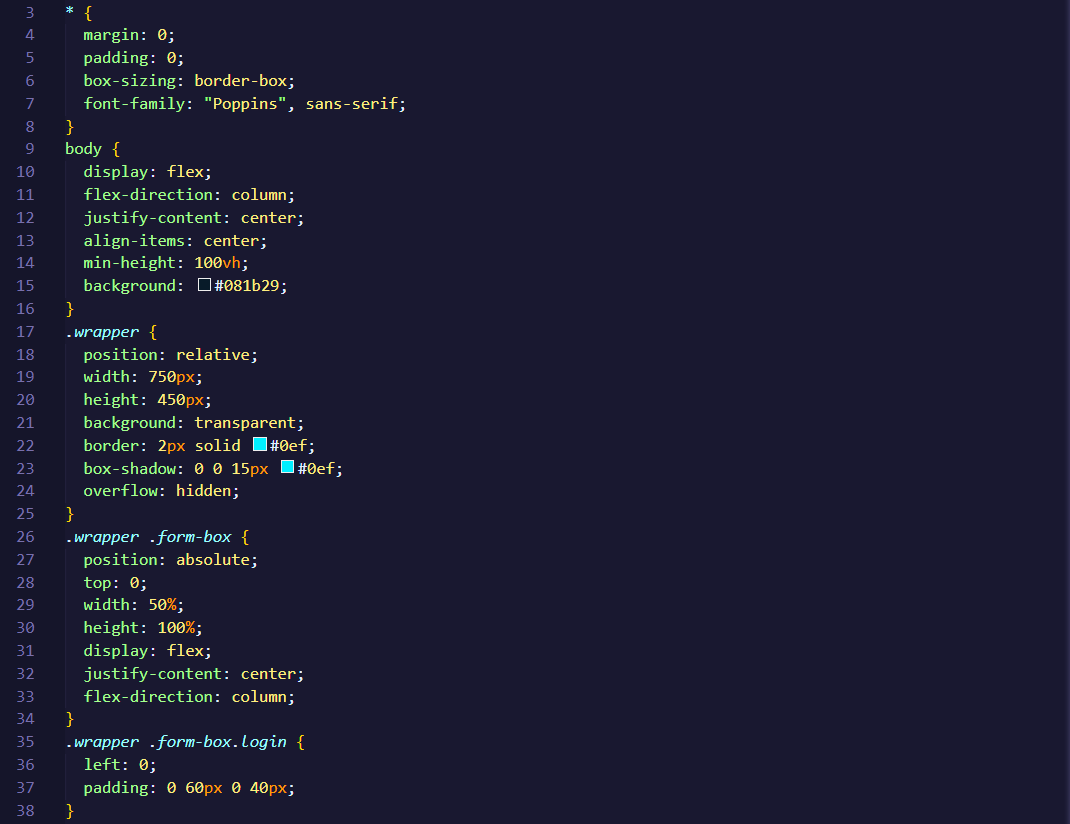 3 * {
4 margin: 0;
5 padding: 0;
6 box-sizing: border-box;
7 font-family: "Poppins", sans-serif;
8 }
9 body {
10 display: flex;
11 flex-direction: column;
12 justify-content: center;
13 align-items: center;
14 min-height: 100vh;
15 background: #081b29;
16 }
17 .wrapper {
18 position: relative;
19 width: 750px;
20 height: 450px;
21 background: transparent;
22 border: 2px solid #0ef;
23 box-shadow: 0 0 15px #0ef;
24 overflow: hidden;
25 }
26 .wrapper .form-box {
27 position: absolute;
28 top: 0;
29 width: 50%;
30 height: 100%;
31 display: flex;
32 justify-content: center;
33 flex-direction: column;
34 }
35 .wrapper .form-box.login {
36 left: 0;
37 padding: 0 60px 0 40px;
38 }